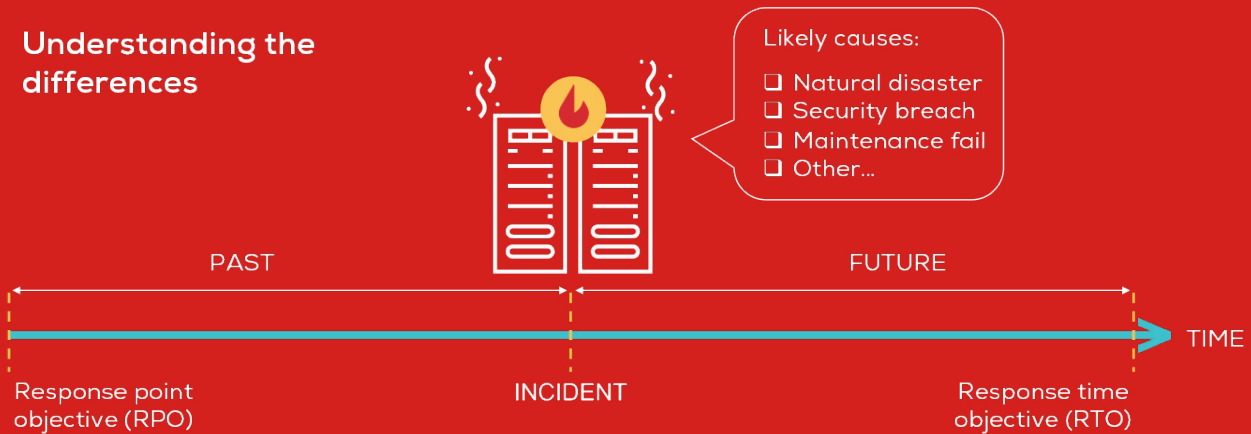 Understanding the
differences
Likely causes:
❑ Natural disaster
❑ Security breach
❑ Maintenance fail
❑ Other...
PAST
FUTURE
TIME
Response point
objective (RPO)
INCIDENT
Response time
objective (RTO)